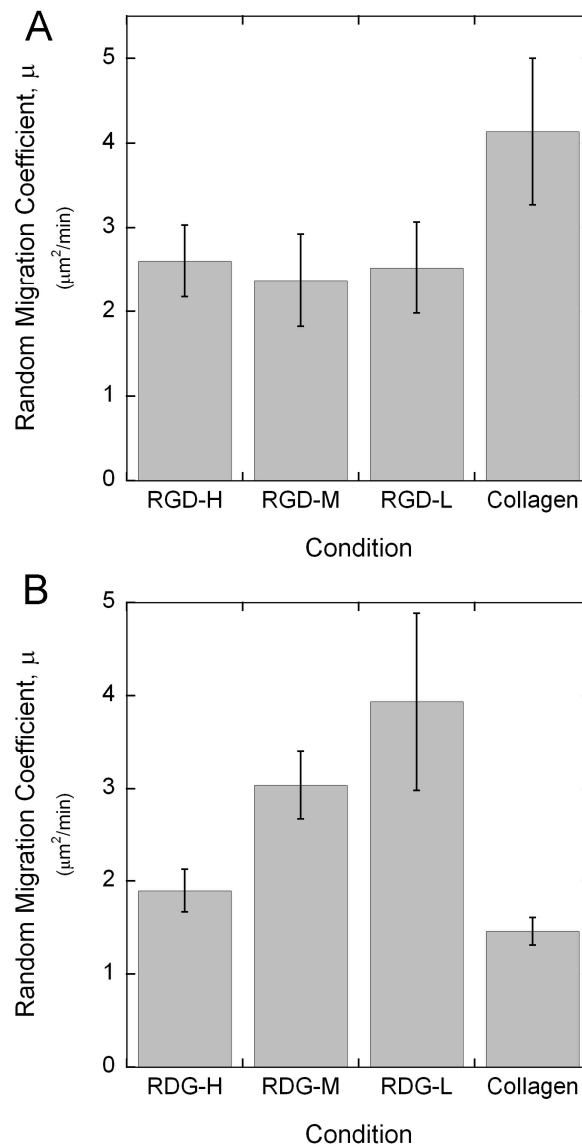 A
Random Migration Coefficient, μ
(μm²/min)
5
4
3
2
1
0
RGD-H RGD-M RGD-L Collagen
Condition
B
Random Migration Coefficient, μ
(μm²/min)
5
4
3
2
1
0
RDG-H RDG-M RDG-L Collagen
Condition